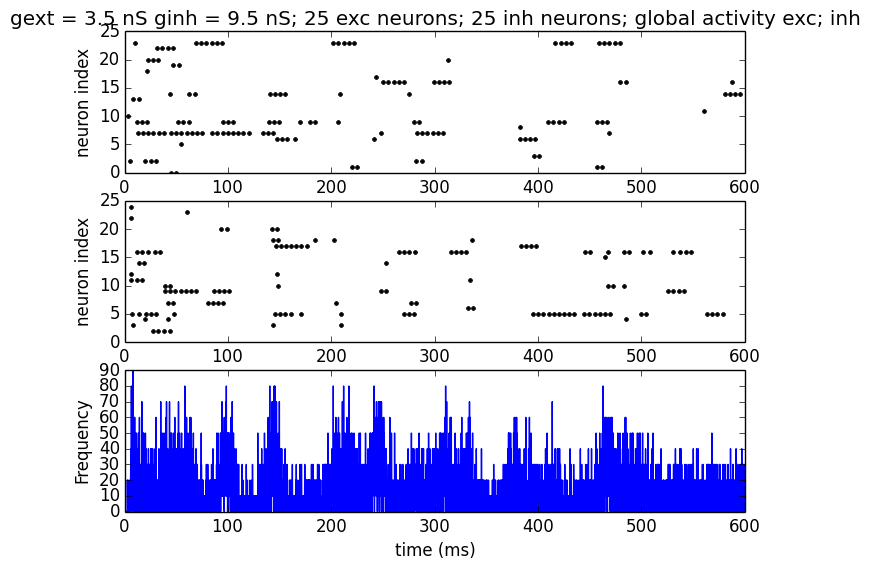 gext = 3.5 nS ginh = 9.5 nS; 25 exc neurons; 25 inh neurons; global activity exc; inh
25
20
15
10
5
0
neuron index
0 100 200 300 400 500 600
25
20
15
10
5
0
neuron index
0 100 200 300 400 500 600
90
80
70
60
50
40
30
20
10
0
Frequency
0 100 200 300 400 500 600
time (ms)